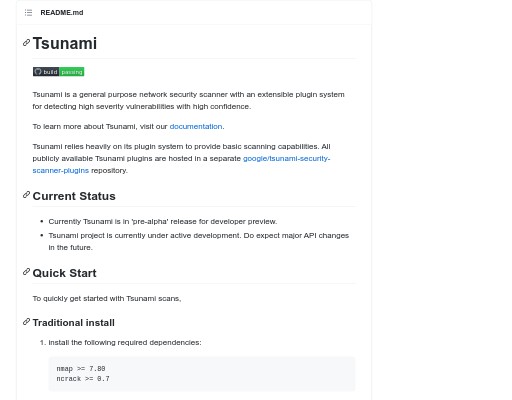 README.md
Tsunami
build passing
Tsunami is a general purpose network security scanner with an extensible plugin system
for detecting high severity vulnerabilities with high confidence.
To learn more about Tsunami, visit our documentation.
Tsunami relies heavily on its plugin system to provide basic scanning capabilities. All
publicly available Tsunami plugins are hosted in a separate google/tsunami-security-
scanner-plugins repository.
Current Status
• Currently Tsunami is in 'pre-alpha' release for developer preview.
• Tsunami project is currently under active development. Do expect major API changes
in the future.
Quick Start
To quickly get started with Tsunami scans,
Traditional install
1. install the following required dependencies:
nmap >= 7.80
ncrack >= 0.7